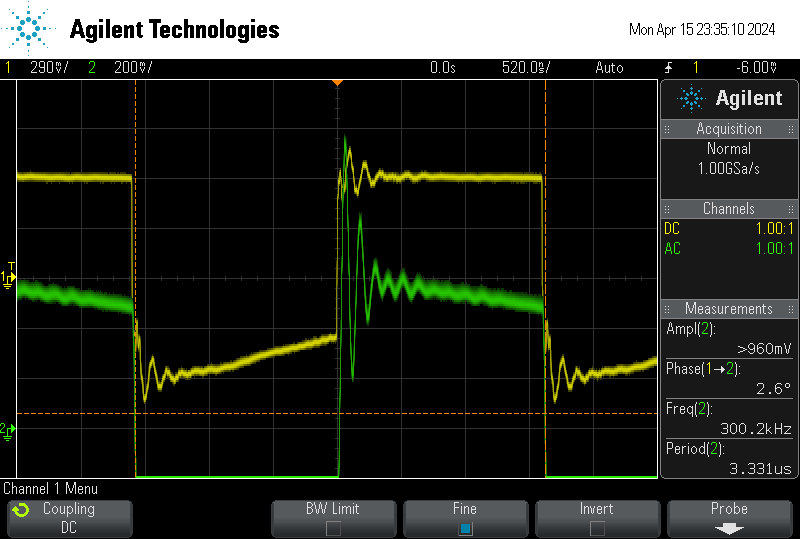 Agilent Technologies
Mon Apr 15 23:35:10 2024
1 290mV/ 2 200mV/ 0.0s 520.0ns/ Auto 1 -6.00mV
Agilent
Acquisition
Normal
1.00GSa/s
Channels
DC 1.00:1
AC 1.00:1
Measurements
Ampl(2):
>960mV
Phase(1→2):
2.6°
Freq(2):
300.2kHz
Period(2):
3.331us
T
1
2
Channel 1 Menu
Coupling
DC
BW Limit
Fine
Invert
Probe